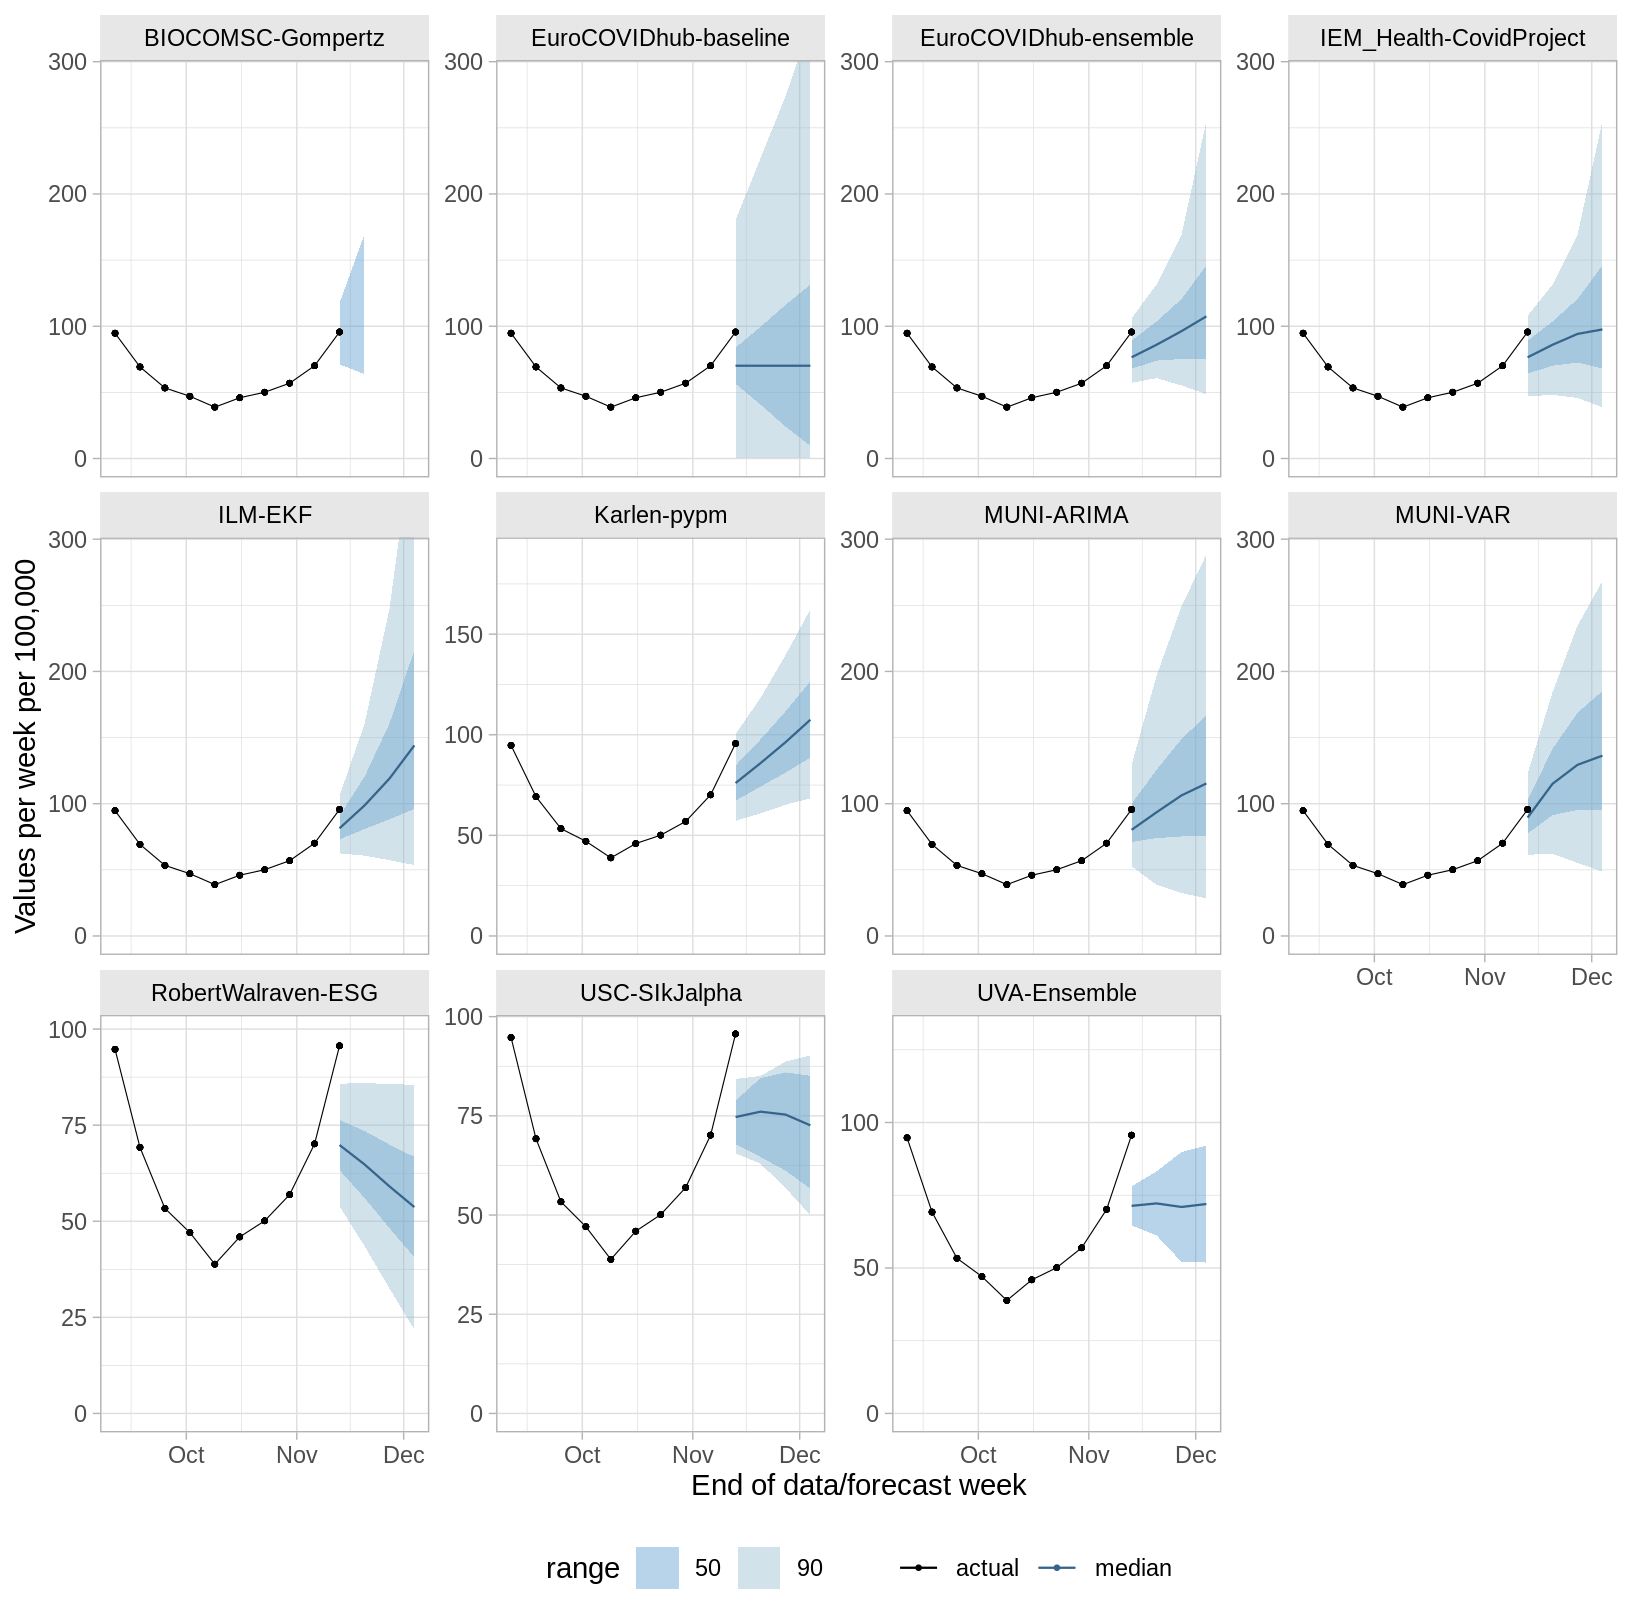 BIOCOMSC-Gompertz
EuroCOVIDhub-baseline
EuroCOVIDhub-ensemble
IEM_Health-CovidProject
300
200
100
0
300
200
100
0
300
200
100
0
300
200
100
0
ILM-EKF
Karlen-pypm
MUNI-ARIMA
MUNI-VAR
300
200
100
0
150
100
50
0
300
200
100
0
300
200
100
0
Oct Nov Dec
Values per week per 100,000
RobertWalraven-ESG
USC-SIkJalpha
UVA-Ensemble
100
75
50
25
0
100
75
50
25
0
100
50
0
Oct Nov Dec
Oct Nov Dec
Oct Nov Dec
End of data/forecast week
range 50 90 actual median